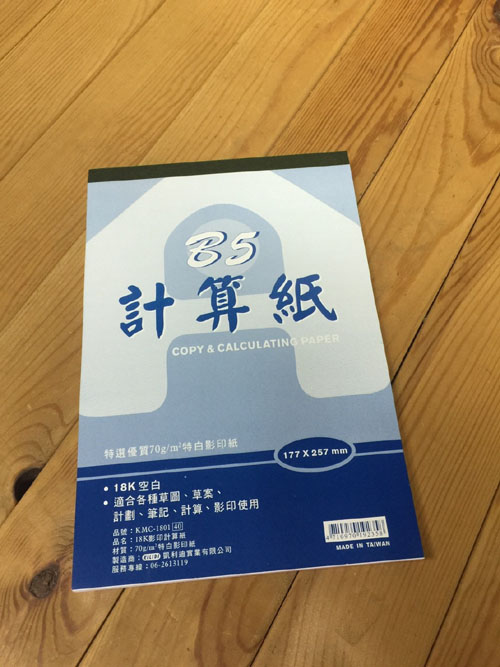 B5
計算紙
COPY & CALCULATING PAPER
特選優質70g/m²特白影印紙
177 X 257 mm
• 18K 空白
• 適合各種草圖、草案、
計劃、筆記、計算、影印使用
品號：KMC-1801 40
品名：18K影印計算紙
材質：70g/m²特白影印紙
製造商： 凱利迪實業有限公司
服務專線：06-2613119
MADE IN TAIWAN